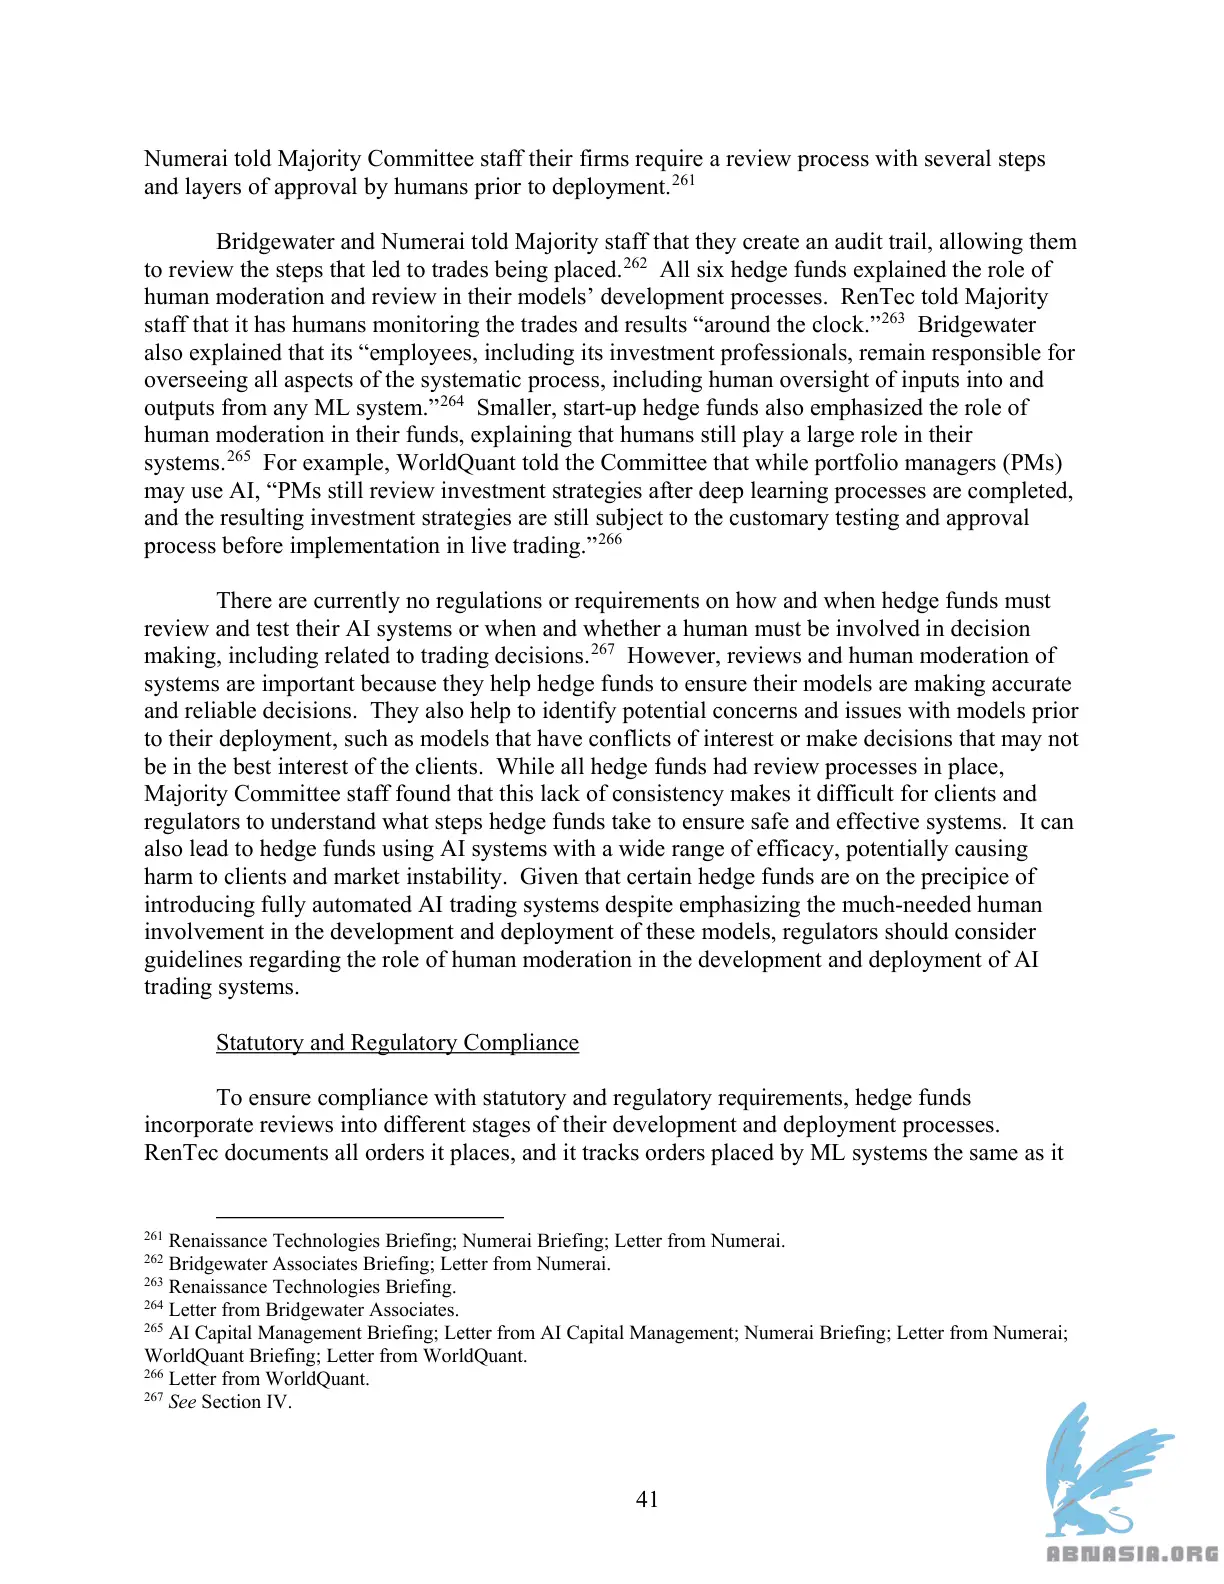 Numerai told Majority Committee staff their firms require a review process with several steps
and layers of approval by humans prior to deployment.261
Bridgewater and Numerai told Majority staff that they create an audit trail, allowing them
to review the steps that led to trades being placed.262  All six hedge funds explained the role of
human moderation and review in their models’ development processes.  RenTec told Majority
staff that it has humans monitoring the trades and results “around the clock.”263  Bridgewater
also explained that its “employees, including its investment professionals, remain responsible for
overseeing all aspects of the systematic process, including human oversight of inputs into and
outputs from any ML system.”264  Smaller, start-up hedge funds also emphasized the role of
human moderation in their funds, explaining that humans still play a large role in their
systems.265  For example, WorldQuant told the Committee that while portfolio managers (PMs)
may use AI, “PMs still review investment strategies after deep learning processes are completed,
and the resulting investment strategies are still subject to the customary testing and approval
process before implementation in live trading.”266
There are currently no regulations or requirements on how and when hedge funds must
review and test their AI systems or when and whether a human must be involved in decision
making, including related to trading decisions.267  However, reviews and human moderation of
systems are important because they help hedge funds to ensure their models are making accurate
and reliable decisions.  They also help to identify potential concerns and issues with models prior
to their deployment, such as models that have conflicts of interest or make decisions that may not
be in the best interest of the clients.  While all hedge funds had review processes in place,
Majority Committee staff found that this lack of consistency makes it difficult for clients and
regulators to understand what steps hedge funds take to ensure safe and effective systems.  It can
also lead to hedge funds using AI systems with a wide range of efficacy, potentially causing
harm to clients and market instability.  Given that certain hedge funds are on the precipice of
introducing fully automated AI trading systems despite emphasizing the much-needed human
involvement in the development and deployment of these models, regulators should consider
guidelines regarding the role of human moderation in the development and deployment of AI
trading systems.
Statutory and Regulatory Compliance
To ensure compliance with statutory and regulatory requirements, hedge funds
incorporate reviews into different stages of their development and deployment processes.
RenTec documents all orders it places, and it tracks orders placed by ML systems the same as it
261 Renaissance Technologies Briefing; Numerai Briefing; Letter from Numerai.
262 Bridgewater Associates Briefing; Letter from Numerai.
263 Renaissance Technologies Briefing.
264 Letter from Bridgewater Associates.
265 AI Capital Management Briefing; Letter from AI Capital Management; Numerai Briefing; Letter from Numerai;
WorldQuant Briefing; Letter from WorldQuant.
266 Letter from WorldQuant.
267 See Section IV.
41
ABNASIA.ORG